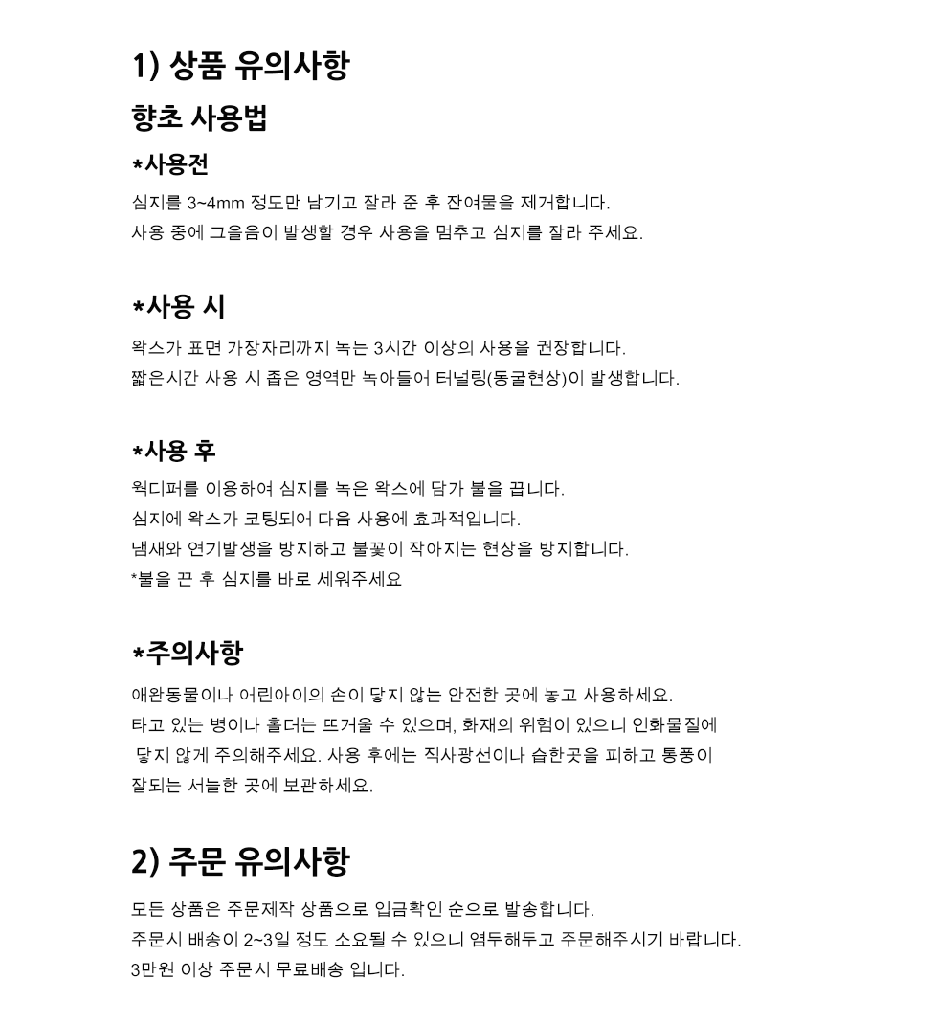 1) 상품 유의사항
향초 사용법
*사용전
심지를 3~4mm 정도만 남기고 잘라 준 후 잔여물을 제거합니다.
사용 중에 그을음이 발생할 경우 사용을 멈추고 심지를 잘라 주세요.
*사용 시
왁스가 표면 가장자리까지 녹는 3시간 이상의 사용을 권장합니다.
짧은시간 사용 시 좁은 영역만 녹아들어 터널링(동굴현상)이 발생합니다.
*사용 후
윅디퍼를 이용하여 심지를 녹은 왁스에 담가 불을 끕니다.
심지에 왁스가 코팅되어 다음 사용에 효과적입니다.
냄새와 연기발생을 방지하고 불꽃이 작아지는 현상을 방지합니다.
*불을 끈 후 심지를 바로 세워주세요
*주의사항
애완동물이나 어린아이의 손이 닿지 않는 안전한 곳에 놓고 사용하세요.
타고 있는 병이나 홀더는 뜨거울 수 있으며, 화재의 위험이 있으니 인화물질에
닿지 않게 주의해주세요. 사용 후에는 직사광선이나 습한곳을 피하고 통풍이
잘되는 서늘한 곳에 보관하세요.
2) 주문 유의사항
모든 상품은 주문제작 상품으로 입금확인 순으로 발송합니다.
주문시 배송이 2~3일 정도 소요될 수 있으니 염두해두고 주문해주시기 바랍니다.
3만원 이상 주문시 무료배송 입니다.